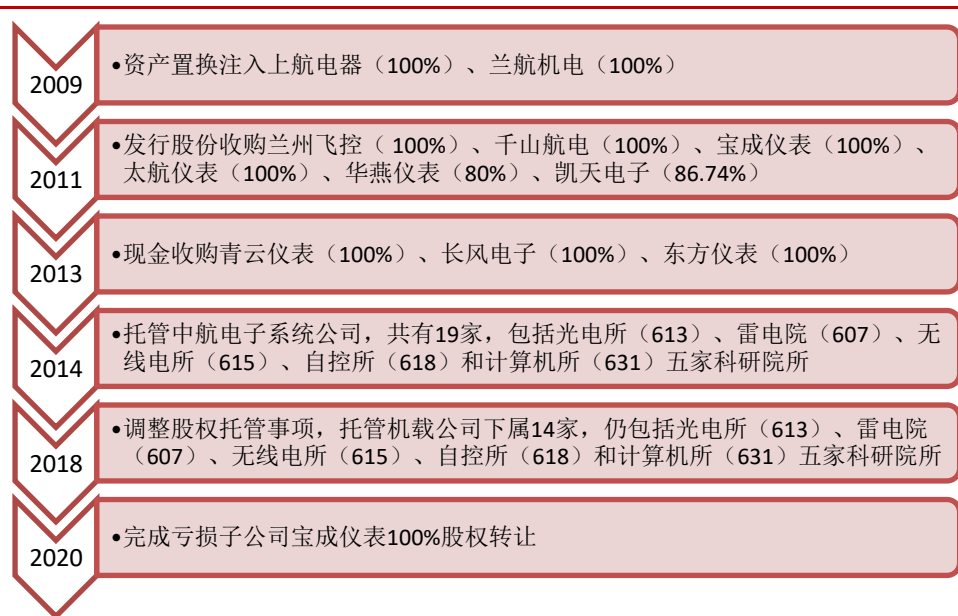 2009
•资产置换注入上航电器（100%）、兰航机电（100%）
2011
•发行股份收购兰州飞控（ 100%）、千山航电（100%）、宝成仪表（100%）、
太航仪表（100%）、华燕仪表（80%）、凯天电子（86.74%）
2013
•现金收购青云仪表（100%）、长风电子（100%）、东方仪表（100%）
2014
•托管中航电子系统公司，共有19家，包括光电所（613）、雷电院（607）、无
线电所（615）、自控所（618）和计算机所（631）五家科研院所
2018
•调整股权托管事项，托管机载公司下属14家，仍包括光电所（613）、雷电院
（607）、无线电所（615）、自控所（618）和计算机所（631）五家科研院所
2020
•完成亏损子公司宝成仪表100%股权转让